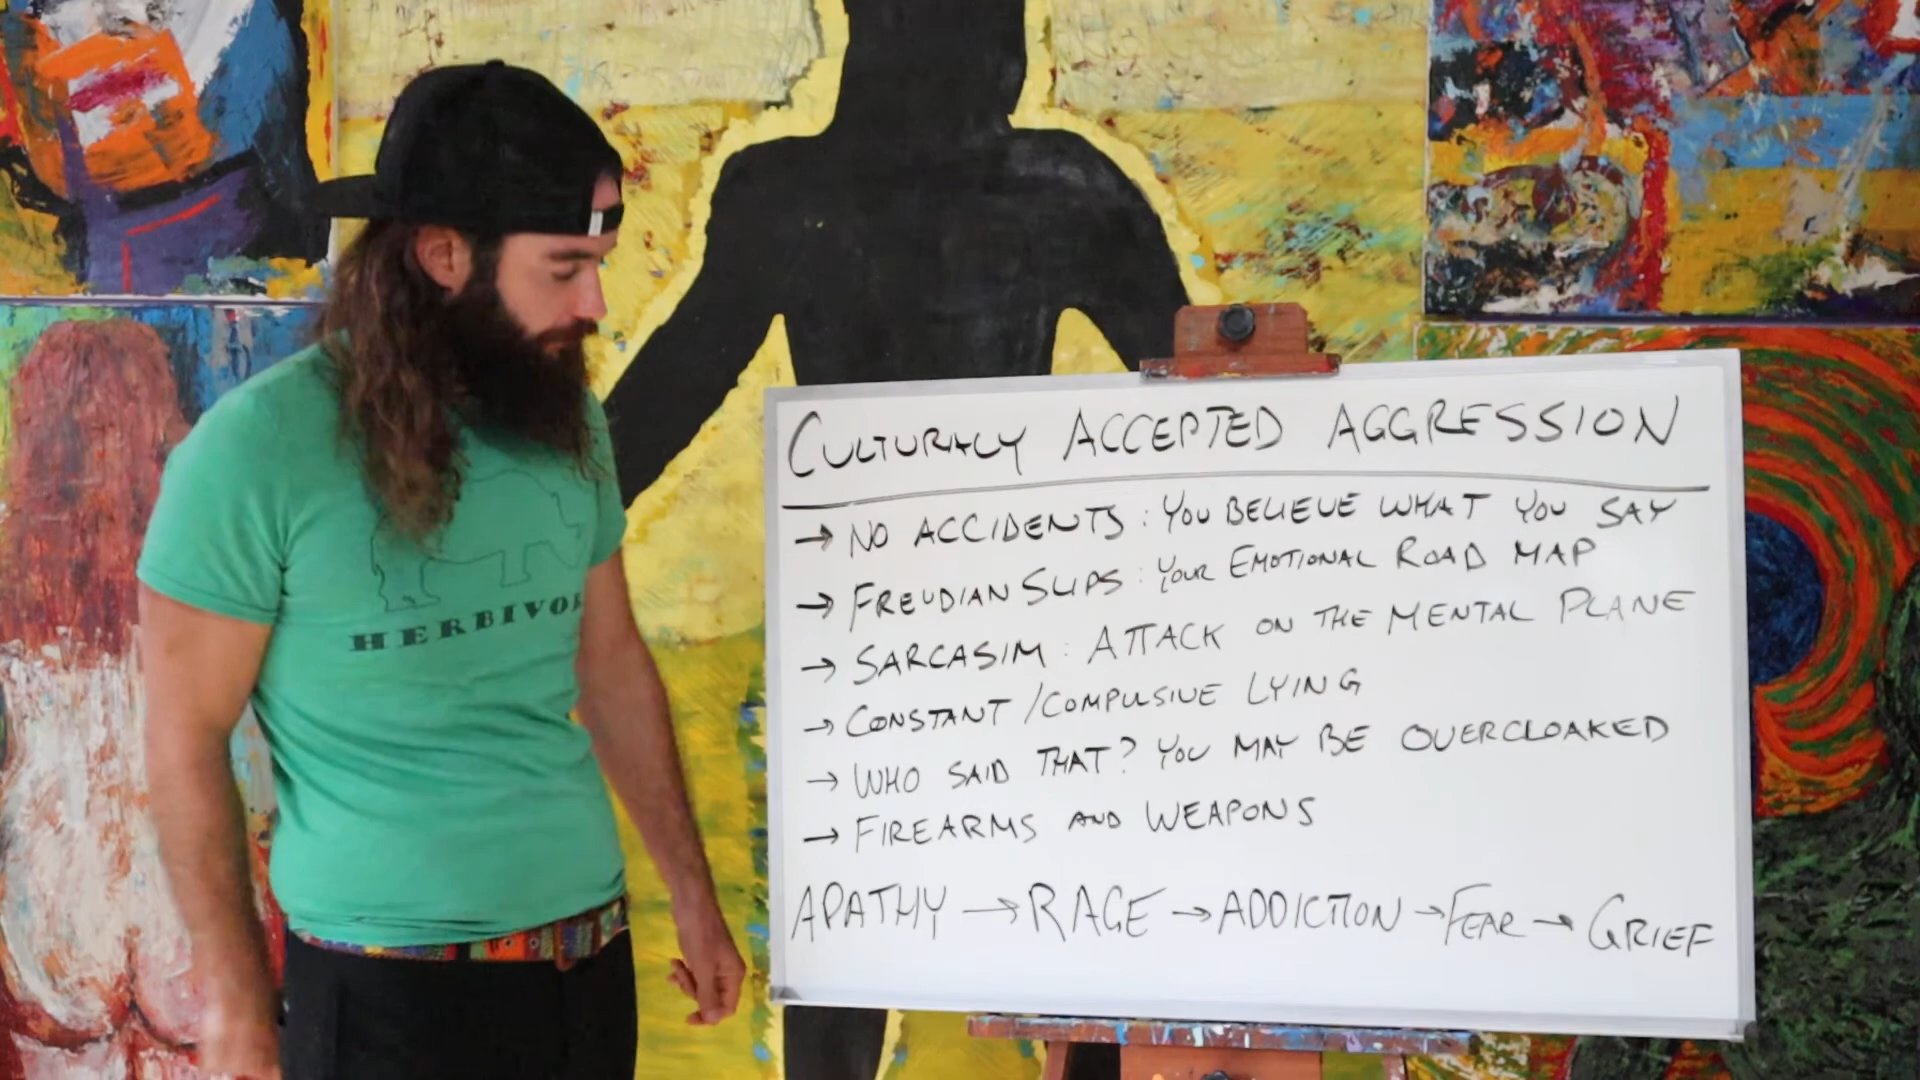 CULTURALY ACCEPTED AGGRESSION
→ NO ACCIDENTS: YOU BELIEVE WHAT YOU SAY
→ FREUDIAN SLIPS: YOUR EMOTIONAL ROAD MAP
→ SARCASIM: ATTACK ON THE MENTAL PLANE
→ CONSTANT/COMPULSIVE LYING
→ WHO SAID THAT? YOU MAY BE OVERCLOAKED
→ FIREARMS AND WEAPONS
APATHY → RAGE → ADDICTION → FEAR → GRIEF
HERBIVOR